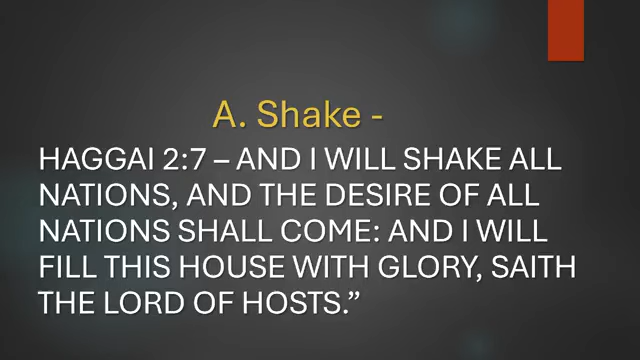 A. Shake -
HAGGAI 2:7 – AND I WILL SHAKE ALL
NATIONS, AND THE DESIRE OF ALL
NATIONS SHALL COME: AND I WILL
FILL THIS HOUSE WITH GLORY, SAITH
THE LORD OF HOSTS.”